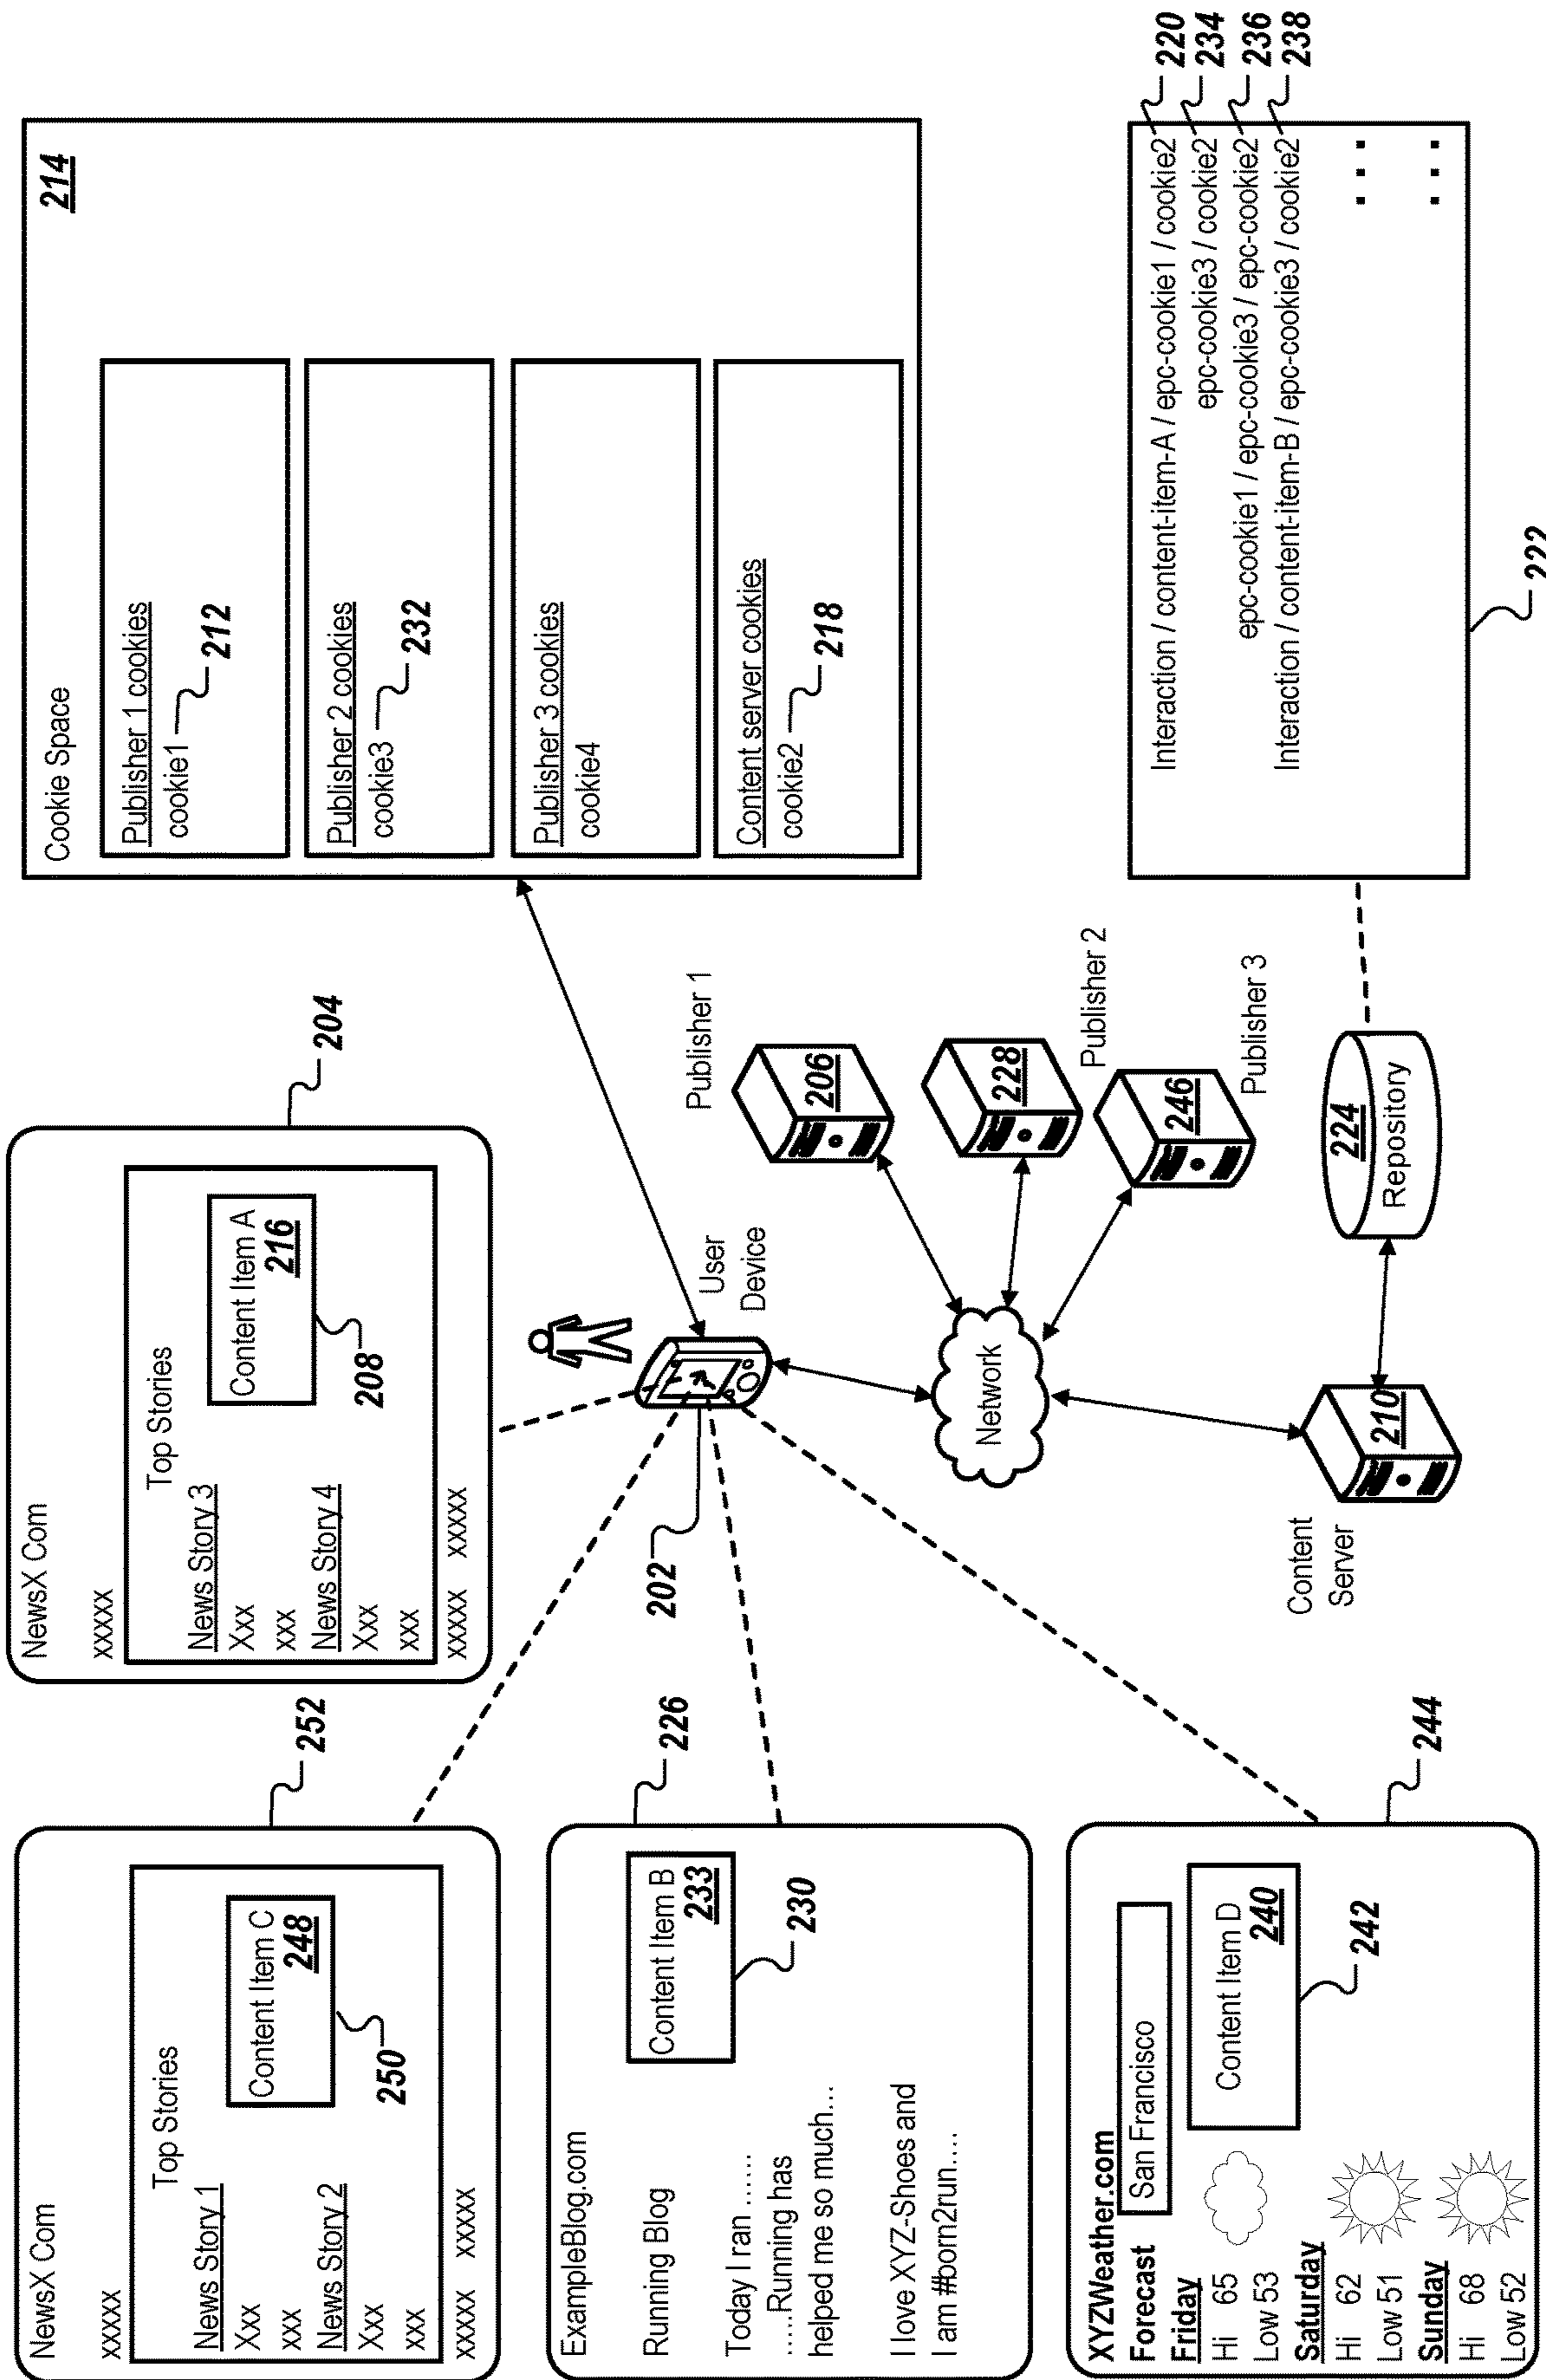 NewsX Com
xxxxx
Top Stories
News Story 1
Xxx
xxx
News Story 2
Xxx
xxx
xxxxx xxxxx
Content Item C
248
250
252
NewsX Com
xxxxx
Top Stories
News Story 3
Xxx
xxx
News Story 4
Xxx
xxx
xxxxx xxxxx
Content Item A
216
208
204
Cookie Space
214
Publisher 1 cookies
cookie1
212
Publisher 2 cookies
cookie3
232
Publisher 3 cookies
cookie4
Content server cookies
cookie2
218
ExampleBlog.com
Running Blog
Today I ran ......
.....Running has
helped me so much...
I love XYZ-Shoes and
I am #born2run....
Content Item B
233
230
226
202
User
Device
Network
Publisher 1
206
228
Publisher 2
246
Publisher 3
XYZWeather.com
Forecast
San Francisco
Friday
Hi 65
Low 53
Saturday
Hi 62
Low 51
Sunday
Hi 68
Low 52
Content Item D
240
242
244
Content
Server
210
224
Repository
Interaction / content-item-A / epc-cookie1 / cookie2
220
epc-cookie3 / cookie2
234
epc-cookie1 / epc-cookie3 / epc-cookie2
236
Interaction / content-item-B / epc-cookie3 / cookie2
238
...
...
222